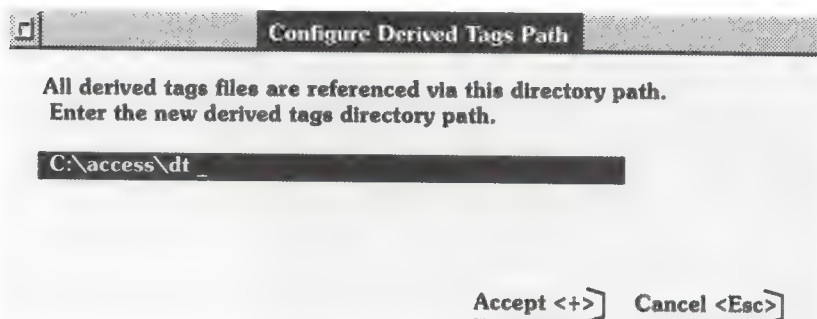 Configure Derived Tags Path
All derived tags files are referenced via this directory path.
Enter the new derived tags directory path.
C:\access\dt _
Accept <+> Cancel <Esc>